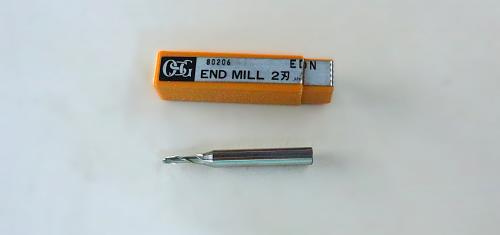 OSG
80206 EDN
END MILL 2刃